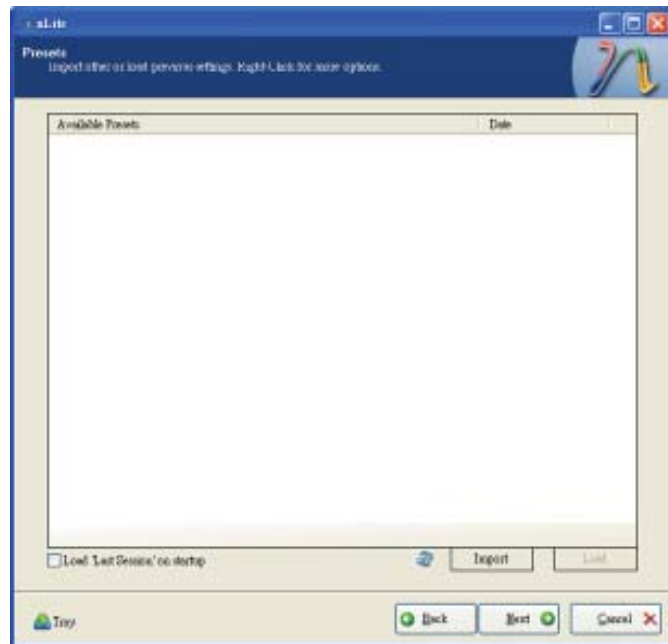 nLite
Presets
Import other or load previous settings. Right-Click for more options.
Available Presets Date
Load 'Last Session' on startup
Import Load
Tray
Back Next Cancel